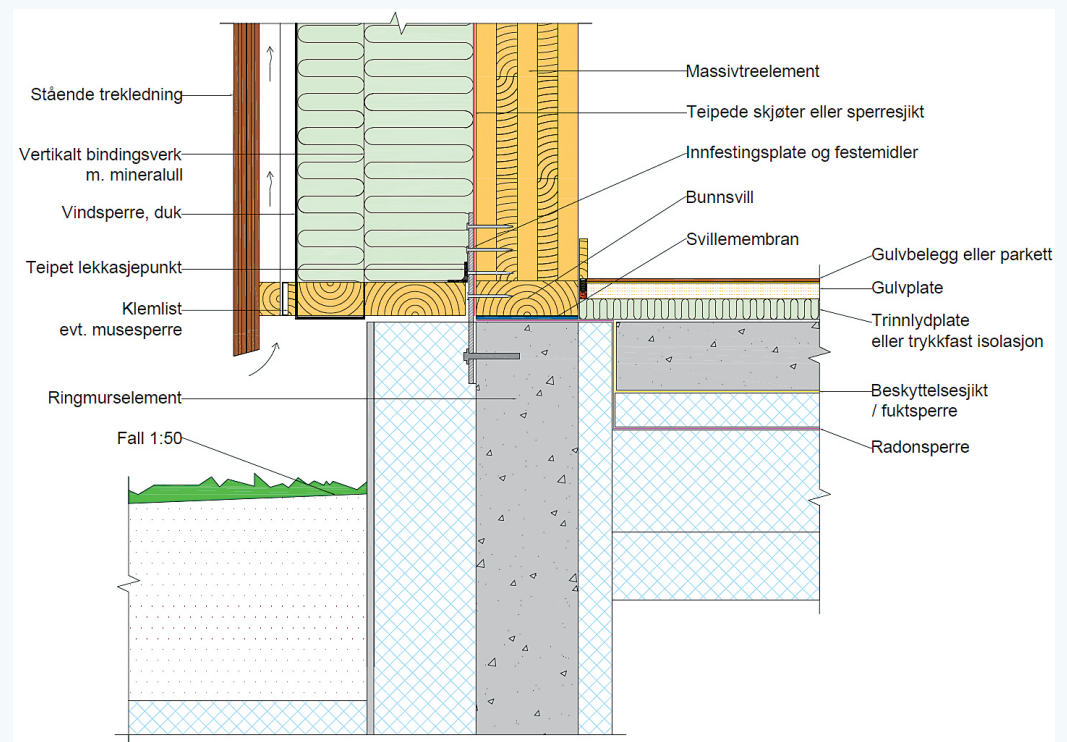 Stående trekledning
Vertikalt bindingsverk
m. mineralull
Vindsperre, duk
Teipet lekkasjepunkt
Klemlist
evt. musesperre
Ringmurselement
Fall 1:50
Massivtreelement
Teipede skjøter eller sperresjikt
Innfestingsplate og festemidler
Bunnsvill
Svillemembran
Gulvbelegg eller parkett
Gulvplate
Trinnlydplate
eller trykkfast isolasjon
Beskyttelsesjikt
/ fuktsperre
Radonsperre